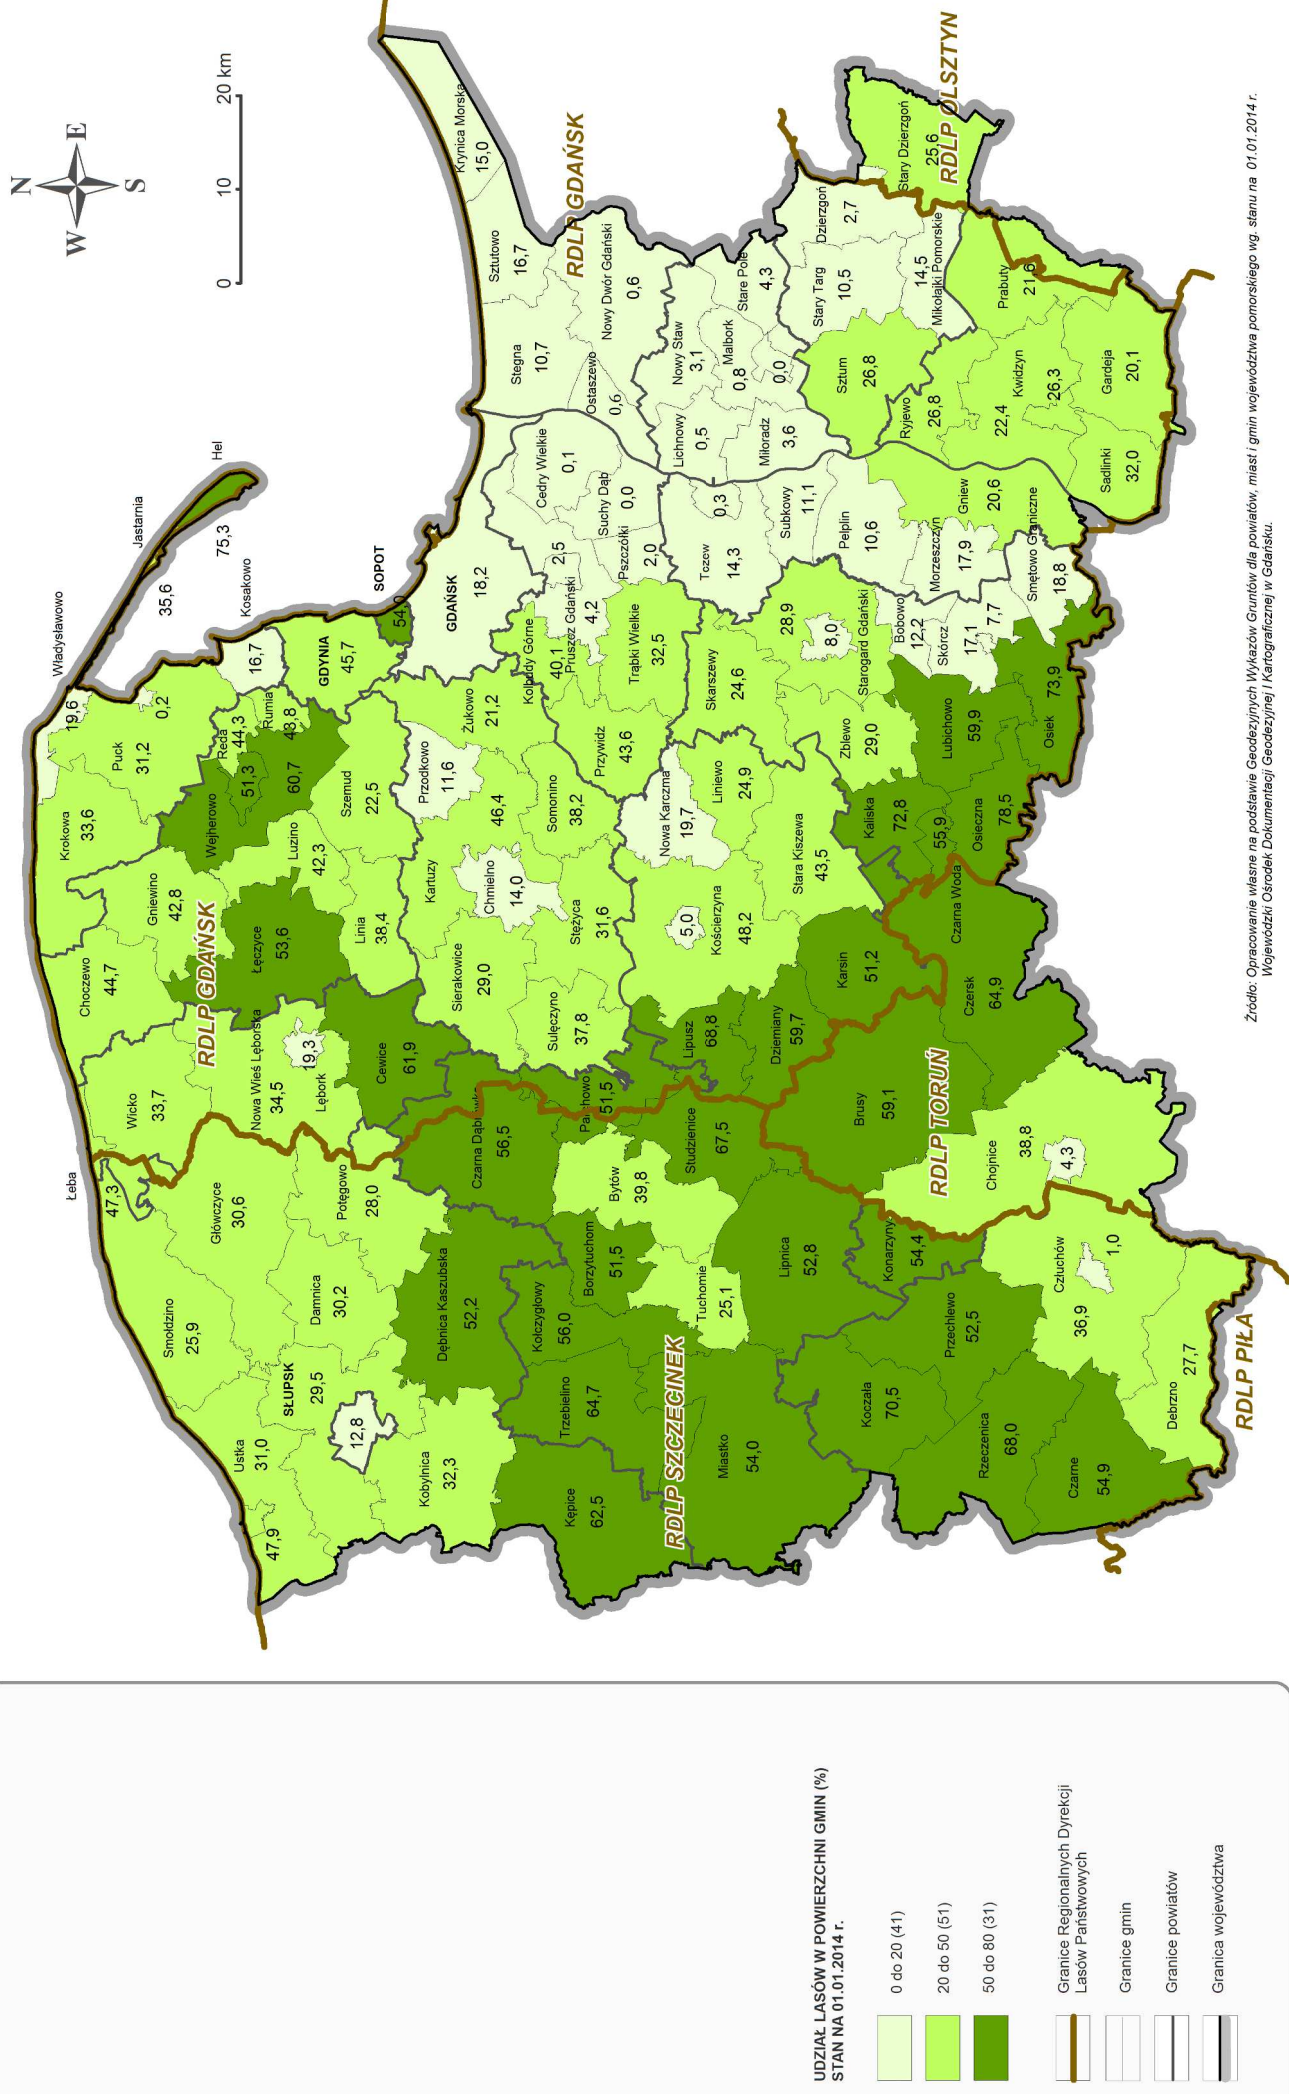 N
W
E
S
0
10
20 km
Władysławowo
19,6
Jastarnia
35,6
Hel
75,3
Krokowa
33,6
Puck
31,2
0,2
Kosakowo
16,7
Łeba
47,3
Choczewo
44,7
Gniewino
42,8
Wejherowo
51,3
60,7
Reda
44,3
Rumia
48,8
GDYNIA
45,7
SOPOT
54,0
Wicko
33,7
RDLP GDAŃSK
Łęczyce
53,6
Luzino
42,3
Szemud
22,5
Linia
38,4
Nowa Wieś Lęborska
34,5
19,3
Lębork
Cewice
61,9
Smołdzino
25,9
Główczyce
30,6
Potęgowo
28,0
Damnica
30,2
Ustka
31,0
47,9
SŁUPSK
29,5
12,8
Kobylnica
32,3
Dębnica Kaszubska
52,2
Kępice
62,5
Trzebielino
64,7
Kołczygłowy
56,0
Borzytuchom
51,5
Czarna Dąbrówka
56,5
Parchowo
51,5
Bytów
39,8
Tuchomie
25,1
Studzienice
67,5
Lipnica
52,8
Miastko
54,0
RDLP SZCZECINEK
Kartuzy
46,4
Chmielno
14,0
Przodkowo
11,6
Żukowo
21,2
Sierakowice
29,0
Sulęczyno
37,8
Stężyca
31,6
Somonino
38,2
GDAŃSK
18,2
Kolbudy Górne
40,1
Pruszcz Gdański
4,2
2,5
Cedry Wielkie
0,1
Suchy Dąb
0,0
Pszczółki
2,0
Trąbki Wielkie
32,5
Przywidz
43,6
Krynica Morska
15,0
Sztutowo
16,7
Stegna
10,7
RDLP GDAŃSK
Nowy Dwór Gdański
0,6
Ostaszewo
0,6
Nowy Staw
3,1
Lichnowy
0,5
Malbork
0,8
0,0
Stare Pole
4,3
Miłoradz
3,6
Dzierzgoń
2,7
Stary Targ
10,5
Mikołajki Pomorskie
14,5
Stary Dzierzgoń
25,6
RDLP OLSZTYN
Sztum
26,8
Ryjewo
26,8
Prabuty
21,6
Kwidzyn
26,3
22,4
Gardeja
20,1
Sadlinki
32,0
Tczew
14,3
0,3
Subkowy
11,1
Pelplin
10,6
Gniew
20,6
Morzeszczyn
17,9
Smętowo Graniczne
18,8
Skarszewy
24,6
28,9
8,0
Starogard Gdański
Bobowo
12,2
Skórcz
17,1
7,7
Zblewo
29,0
Lubichowo
59,9
Osiek
73,9
Kaliska
72,8
55,9
Osieczna
78,5
Czarna Woda
Nowa Karczma
19,7
Liniewo
24,9
Stara Kiszewa
43,5
5,0
Kościerzyna
48,2
Lipusz
68,8
Dziemiany
59,7
Karsin
51,2
Czersk
64,9
Brusy
59,1
RDLP TORUŃ
Chojnice
38,8
4,3
Konarzyny
54,4
Człuchów
1,0
36,9
Przechlewo
52,5
Koczała
70,5
Rzeczenica
68,0
Czarne
54,9
Debrzno
27,7
RDLP PIŁA
UDZIAŁ LASÓW W POWIERZCHNI GMIN (%)
STAN NA 01.01.2014 r.
0 do 20 (41)
20 do 50 (51)
50 do 80 (31)
Granice Regionalnych Dyrekcji
Lasów Państwowych
Granice gmin
Granice powiatów
Granica województwa
Źródło: Opracowanie własne na podstawie Geodezyjnych Wykazów Gruntów dla powiatów, miast i gmin województwa pomorskiego wg. stanu na 01.01.2014 r.
Wojewódzki Ośrodek Dokumentacji Geodezyjnej i Kartograficznej w Gdańsku.